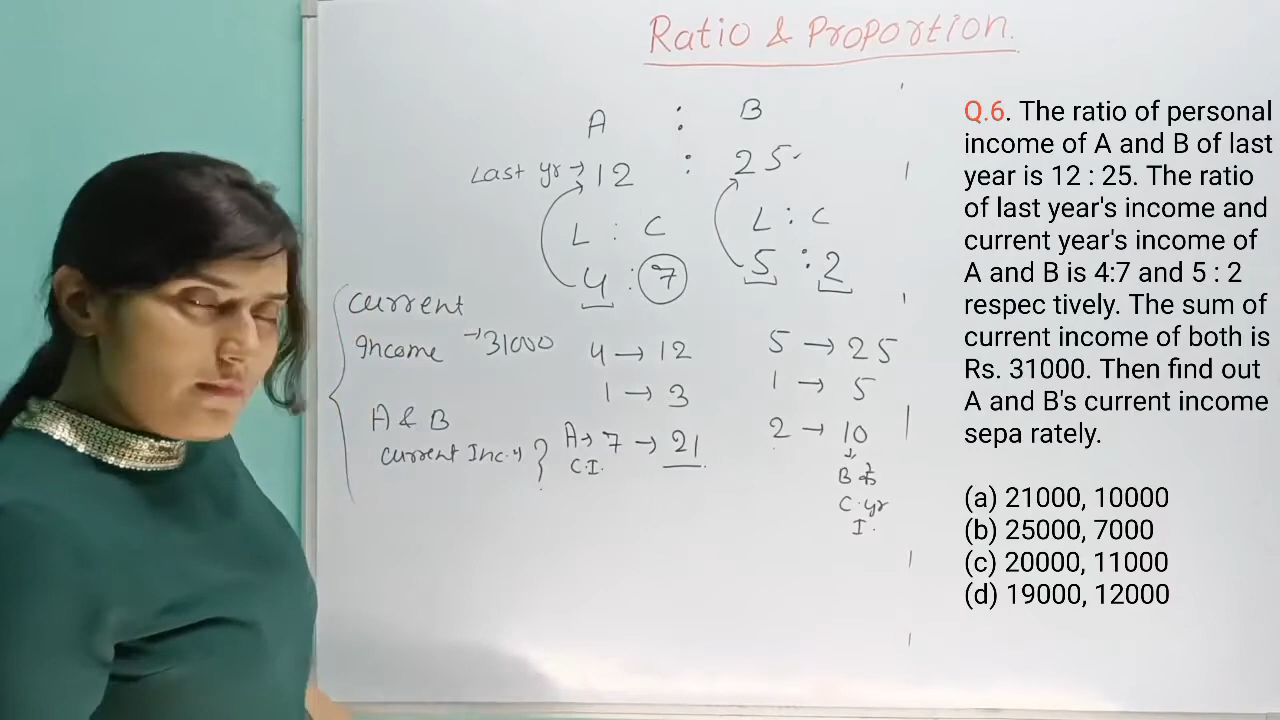 Ratio & Proportion.
A : B
Last yr → 12 : 25
L : C
L : C
4 : 7
5 : 2
Current
Income → 31000
A & B
Current Inc.
?
4 → 12
1 → 3
A → 7 → 21
C.I.
5 → 25
1 → 5
2 → 10
B
C. yr
I.
Q.6. The ratio of personal
income of A and B of last
year is 12 : 25. The ratio
of last year's income and
current year's income of
A and B is 4:7 and 5 : 2
respec tively. The sum of
current income of both is
Rs. 31000. Then find out
A and B's current income
sepa rately.
(a) 21000, 10000
(b) 25000, 7000
(c) 20000, 11000
(d) 19000, 12000